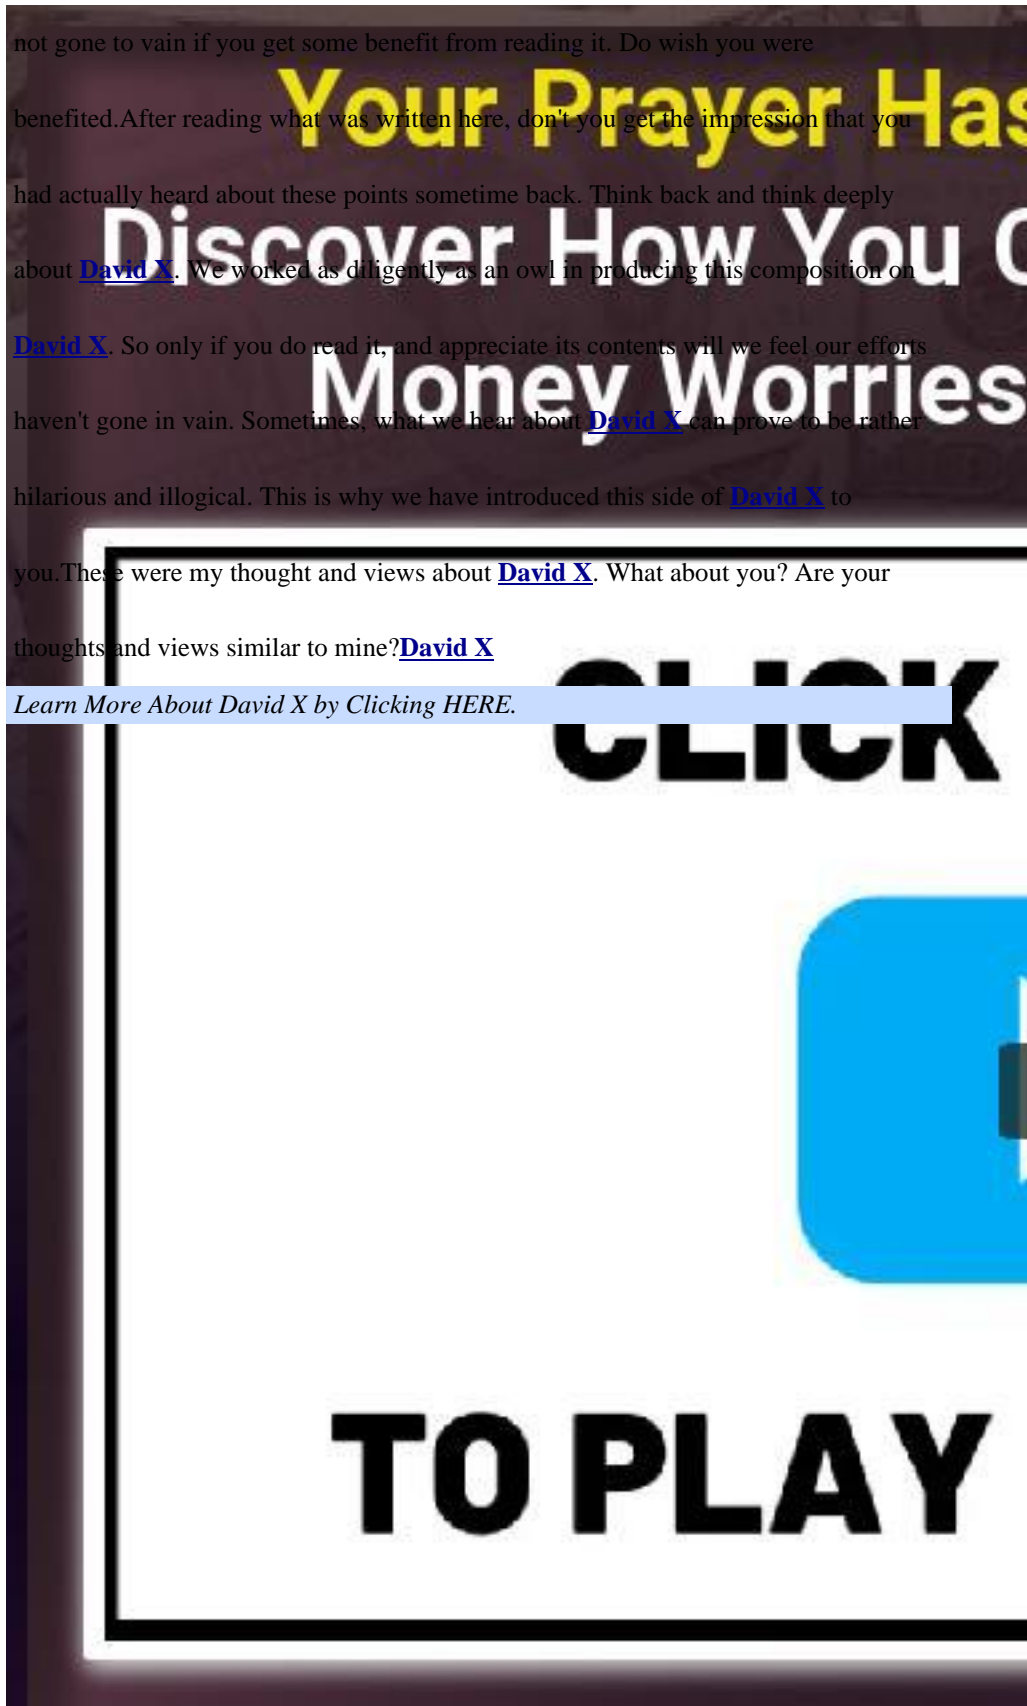 not gone to vain if you get some benefit from reading it. Do wish you were
Your Prayer Has
benefited.After reading what was written here, don't you get the impression that you
had actually heard about these points sometime back. Think back and think deeply
Discover How You
about David X. We worked as diligently as an owl in producing this composition on
David X. So only if you do read it, and appreciate its contents will we feel our efforts
Money Worries
haven't gone in vain. Sometimes, what we hear about David X can prove to be rather
hilarious and illogical. This is why we have introduced this side of David X to
you.These were my thought and views about David X. What about you? Are your
thoughts and views similar to mine?David X
Learn More About David X by Clicking HERE.
CLICK
TO PLAY